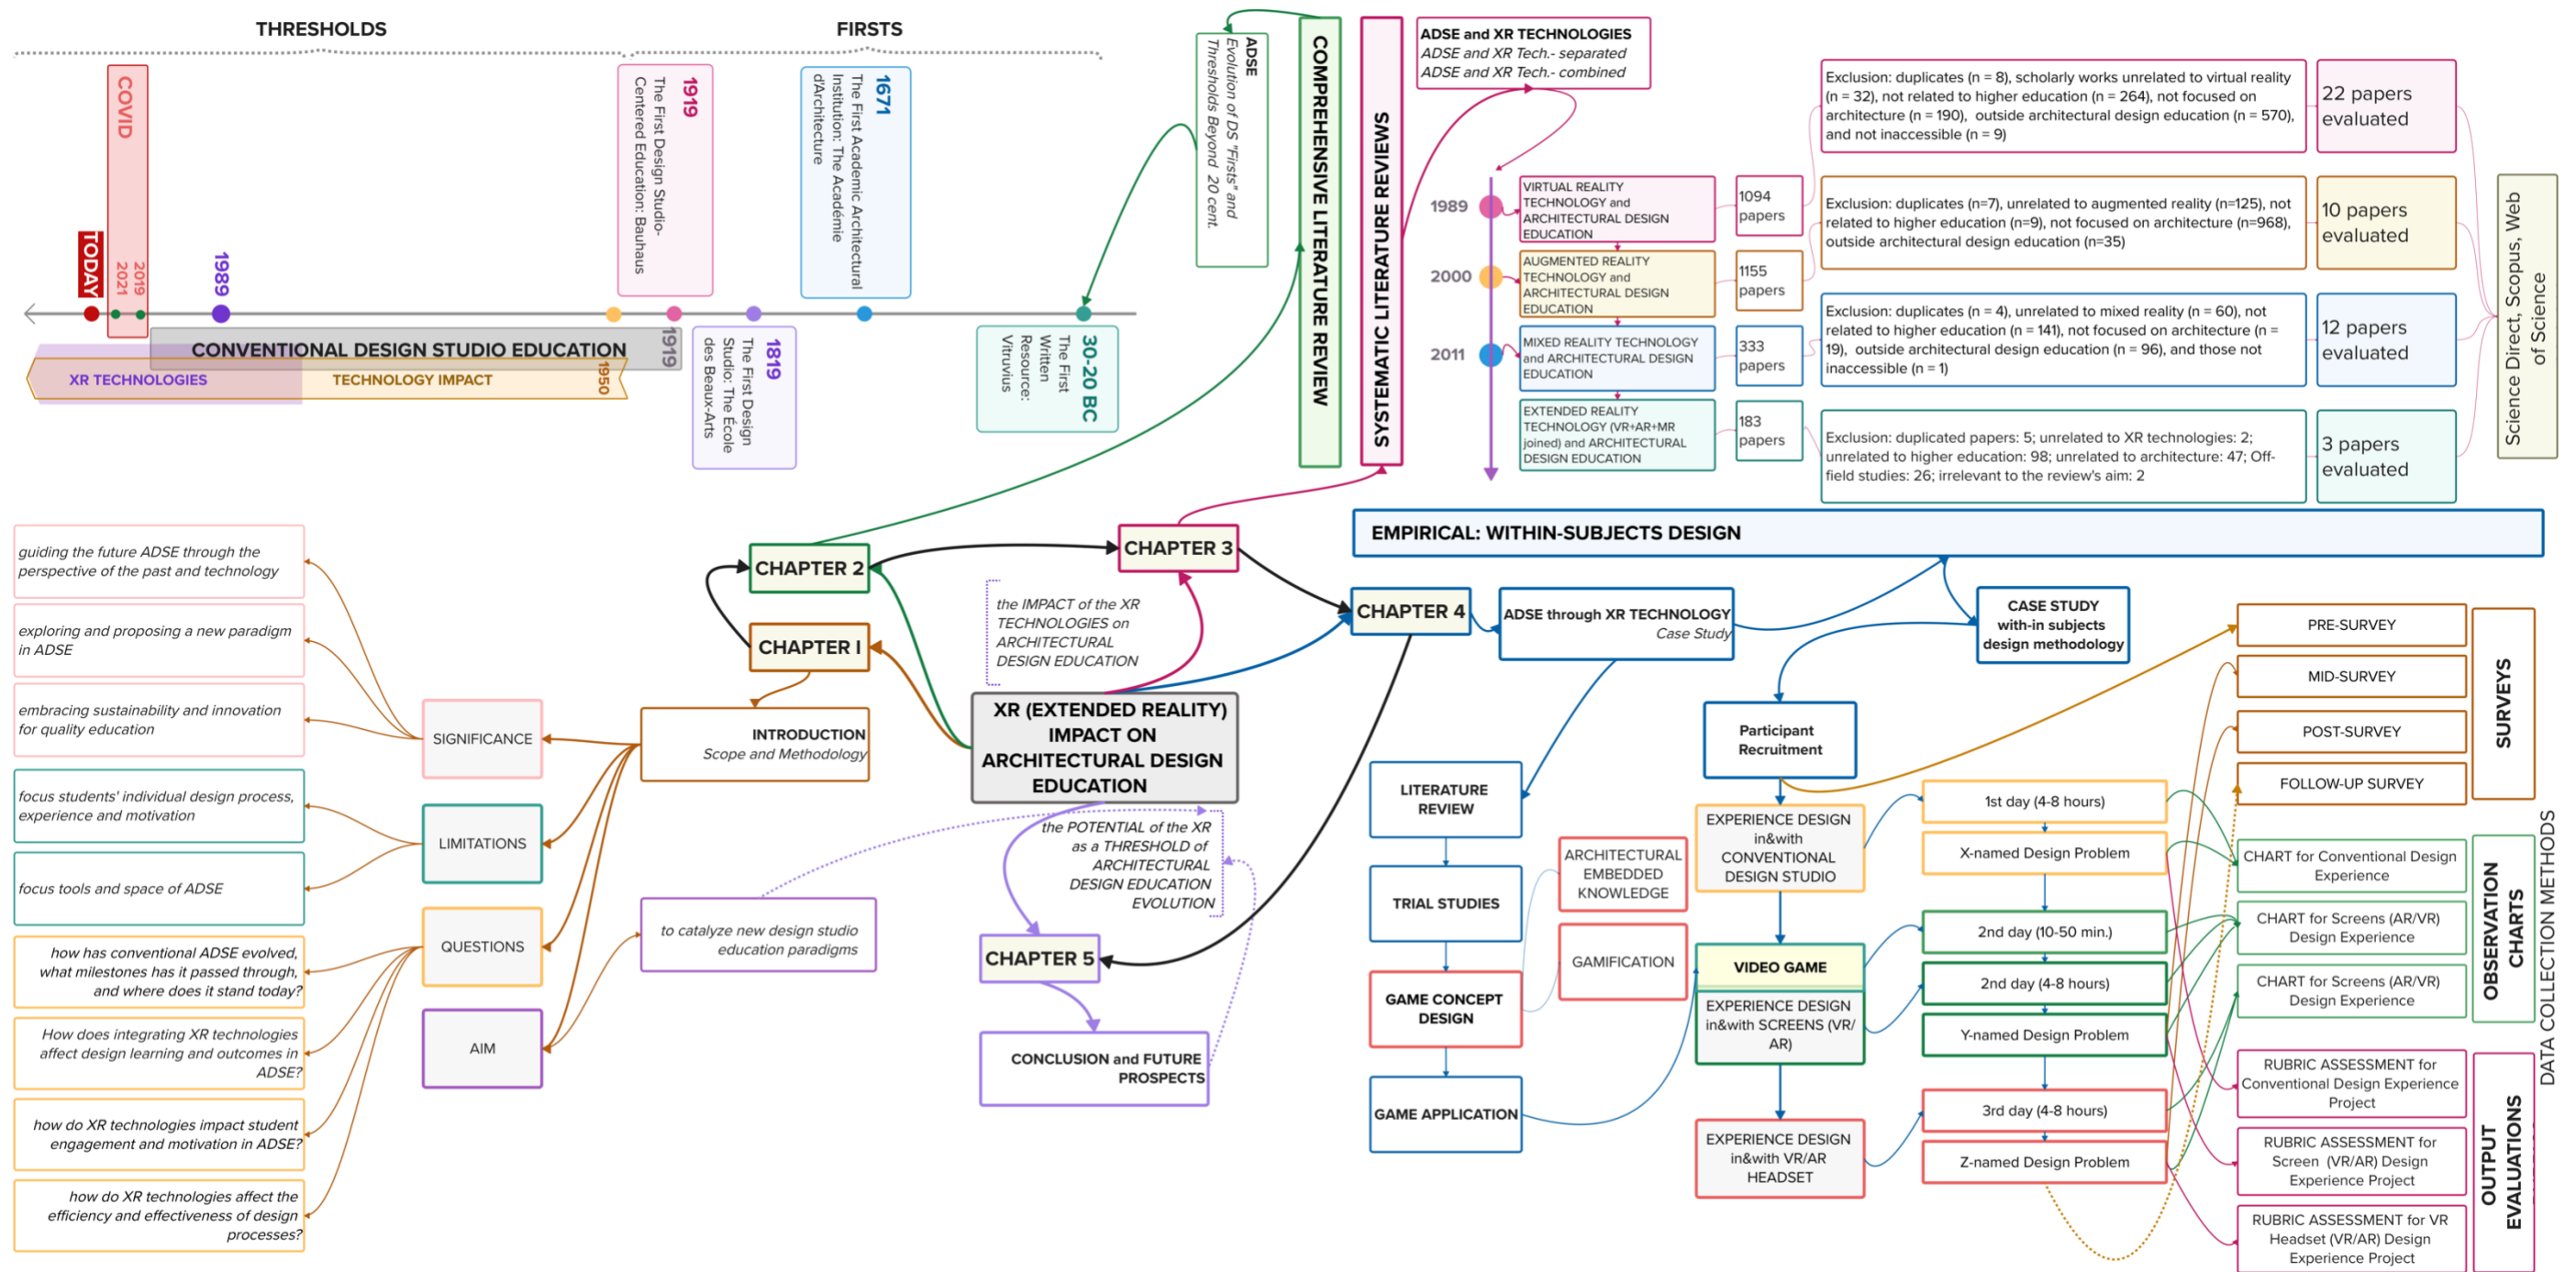 THRESHOLDS
FIRSTS
COVID
2021
2019
TODAY
1989
1919
The First Design Studio-
Centered Education: Bauhaus
1671
The First Academic Architectural
Institution: The Académie
d'Architecture
CONVENTIONAL DESIGN STUDIO EDUCATION
1919
XR TECHNOLOGIES
TECHNOLOGY IMPACT
1950
1819
The First Design
Studio: The École
des Beaux-Arts
30-20 BC
The First
Written
Resource:
Vitruvius
ADSE
Evolution of DS "Firsts" and
Thresholds Beyond 20 cent.
COMPREHENSIVE LITERATURE REVIEW
SYSTEMATIC LITERATURE REVIEWS
ADSE and XR TECHNOLOGIES
ADSE and XR Tech.- separated
ADSE and XR Tech.- combined
1989
VIRTUAL REALITY
TECHNOLOGY and
ARCHITECTURAL DESIGN
EDUCATION
1094
papers
Exclusion: duplicates (n = 8), scholarly works unrelated to virtual reality
(n = 32), not related to higher education (n = 264), not focused on
architecture (n = 190), outside architectural design education (n = 570),
and not inaccessible (n = 9)
22 papers
evaluated
2000
AUGMENTED REALITY
TECHNOLOGY and
ARCHITECTURAL DESIGN
EDUCATION
1155
papers
Exclusion: duplicates (n=7), unrelated to augmented reality (n=125), not
related to higher education (n=9), not focused on architecture (n=968),
outside architectural design education (n=35)
10 papers
evaluated
2011
MIXED REALITY TECHNOLOGY
and ARCHITECTURAL DESIGN
EDUCATION
333
papers
Exclusion: duplicates (n = 4), unrelated to mixed reality (n = 60), not
related to higher education (n = 141), not focused on architecture (n =
19), outside architectural design education (n = 96), and those not
inaccessible (n = 1)
12 papers
evaluated
EXTENDED REALITY
TECHNOLOGY (VR+AR+MR
joined) and ARCHITECTURAL
DESIGN EDUCATION
183
papers
Exclusion: duplicated papers: 5; unrelated to XR technologies: 2;
unrelated to higher education: 98; unrelated to architecture: 47; Off-
field studies: 26; irrelevant to the review's aim: 2
3 papers
evaluated
Science Direct, Scopus, Web
of Science
guiding the future ADSE through the
perspective of the past and technology
exploring and proposing a new paradigm
in ADSE
embracing sustainability and innovation
for quality education
focus students' individual design process,
experience and motivation
focus tools and space of ADSE
how has conventional ADSE evolved,
what milestones has it passed through,
and where does it stand today?
How does integrating XR technologies
affect design learning and outcomes in
ADSE?
how do XR technologies impact student
engagement and motivation in ADSE?
how do XR technologies affect the
efficiency and effectiveness of design
processes?
SIGNIFICANCE
LIMITATIONS
QUESTIONS
AIM
CHAPTER 2
CHAPTER I
INTRODUCTION
Scope and Methodology
to catalyze new design studio
education paradigms
CHAPTER 3
the IMPACT of the XR
TECHNOLOGIES on
ARCHITECTURAL
DESIGN EDUCATION
XR (EXTENDED REALITY)
IMPACT ON
ARCHITECTURAL DESIGN
EDUCATION
the POTENTIAL of the XR
as a THRESHOLD of
ARCHITECTURAL
DESIGN EDUCATION
EVOLUTION
CHAPTER 5
CONCLUSION and FUTURE
PROSPECTS
EMPIRICAL: WITHIN-SUBJECTS DESIGN
CHAPTER 4
ADSE through XR TECHNOLOGY
Case Study
CASE STUDY
with-in subjects
design methodology
LITERATURE
REVIEW
TRIAL STUDIES
GAME CONCEPT
DESIGN
GAME APPLICATION
ARCHITECTURAL
EMBEDDED
KNOWLEDGE
GAMIFICATION
Participant
Recruitment
EXPERIENCE DESIGN
in&with
CONVENTIONAL
DESIGN STUDIO
VIDEO GAME
EXPERIENCE DESIGN
in&with SCREENS (VR/
AR)
EXPERIENCE DESIGN
in&with VR/AR
HEADSET
1st day (4-8 hours)
X-named Design Problem
2nd day (10-50 min.)
2nd day (4-8 hours)
Y-named Design Problem
3rd day (4-8 hours)
Z-named Design Problem
PRE-SURVEY
MID-SURVEY
POST-SURVEY
FOLLOW-UP SURVEY
SURVEYS
CHART for Conventional Design
Experience
CHART for Screens (AR/VR)
Design Experience
CHART for Screens (AR/VR)
Design Experience
OBSERVATION
CHARTS
RUBRIC ASSESSMENT for
Conventional Design Experience
Project
RUBRIC ASSESSMENT for
Screen (VR/AR) Design
Experience Project
RUBRIC ASSESSMENT for VR
Headset (VR/AR) Design
Experience Project
OUTPUT
EVALUATIONS
DATA COLLECTION METHODS